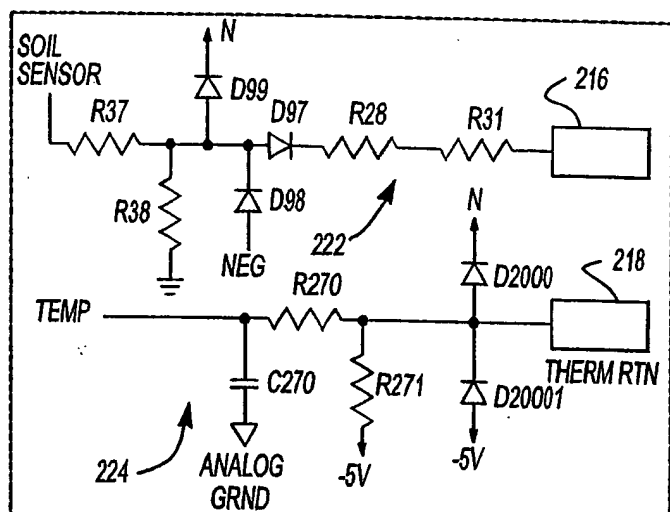 SOIL
SENSOR
N
R37
D99
D97
R28
R31
216
R38
D98
NEG
222
N
TEMP
R270
D2000
218
C270
R271
D20001
THERM RTN
224
ANALOG
GRND
-5V
-5V